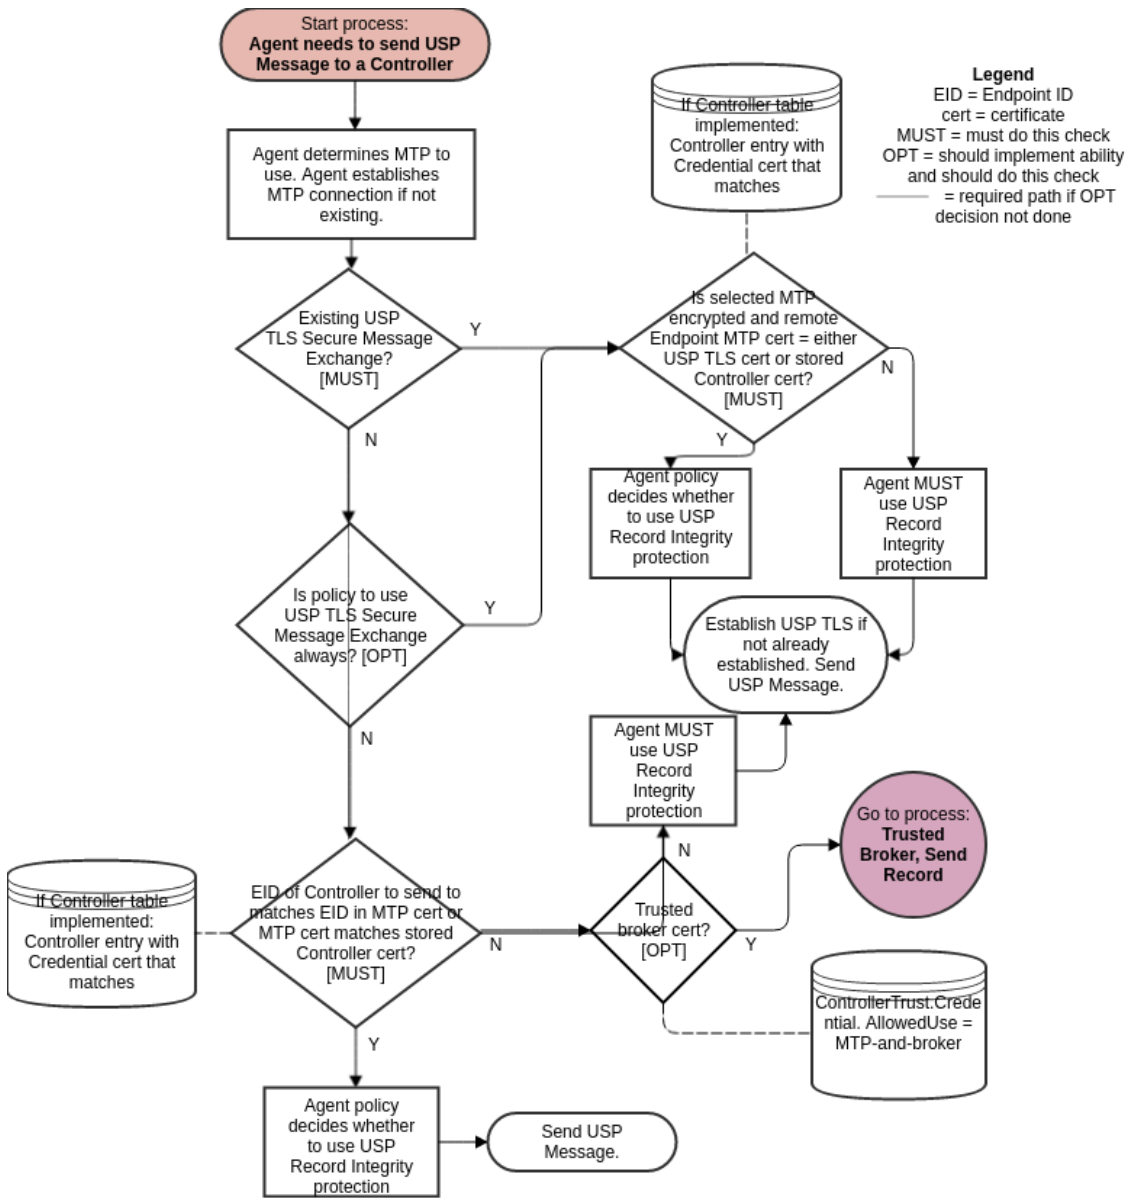 Start process:
Agent needs to send USP
Message to a Controller
Agent determines MTP to
use. Agent establishes
MTP connection if not
existing.
If Controller table
implemented:
Controller entry with
Credential cert that
matches
Legend
EID = Endpoint ID
cert = certificate
MUST = must do this check
OPT = should implement ability
and should do this check
= required path if OPT
decision not done
Existing USP
TLS Secure Message
Exchange?
[MUST]
Y
N
Is selected MTP
encrypted and remote
Endpoint MTP cert = either
USP TLS cert or stored
Controller cert?
[MUST]
N
Y
Agent policy
decides whether
to use USP
Record Integrity
protection
Agent MUST
use USP
Record
Integrity
protection
Is policy to use
USP TLS Secure
Message Exchange
always? [OPT]
Y
N
Establish USP TLS if
not already
established. Send
USP Message.
Agent MUST
use USP
Record
Integrity
protection
Go to process:
Trusted
Broker, Send
Record
If Controller table
implemented:
Controller entry with
Credential cert that
matches
EID of Controller to send to
matches EID in MTP cert or
MTP cert matches stored
Controller cert?
[MUST]
N
Y
Trusted
broker cert?
[OPT]
N
Y
ControllerTrust.Crede
ntial. AllowedUse =
MTP-and-broker
Agent policy
decides whether
to use USP
Record Integrity
protection
Send USP
Message.